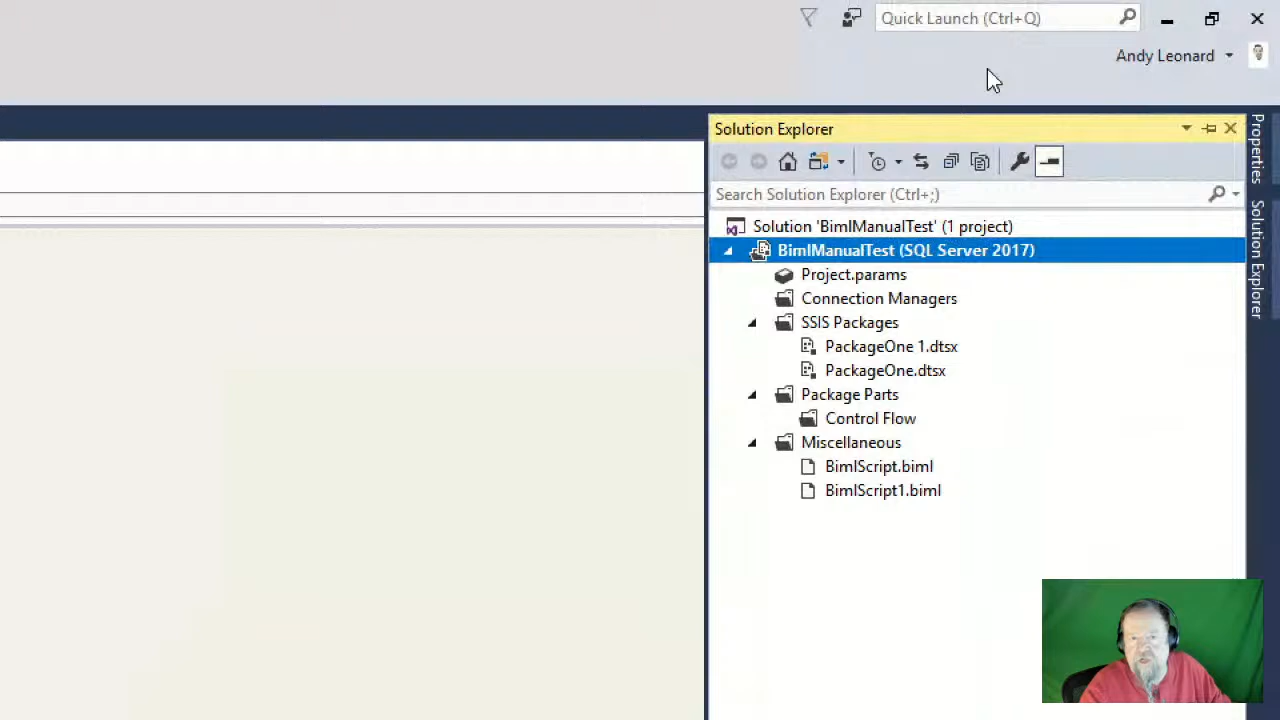 Quick Launch (Ctrl+Q)
Andy Leonard
Solution Explorer
Search Solution Explorer (Ctrl+;)
Solution 'BimlManualTest' (1 project)
BimlManualTest (SQL Server 2017)
Project.params
Connection Managers
SSIS Packages
PackageOne 1.dtsx
PackageOne.dtsx
Package Parts
Control Flow
Miscellaneous
BimlScript.biml
BimlScript1.biml
Properties
Solution Explorer